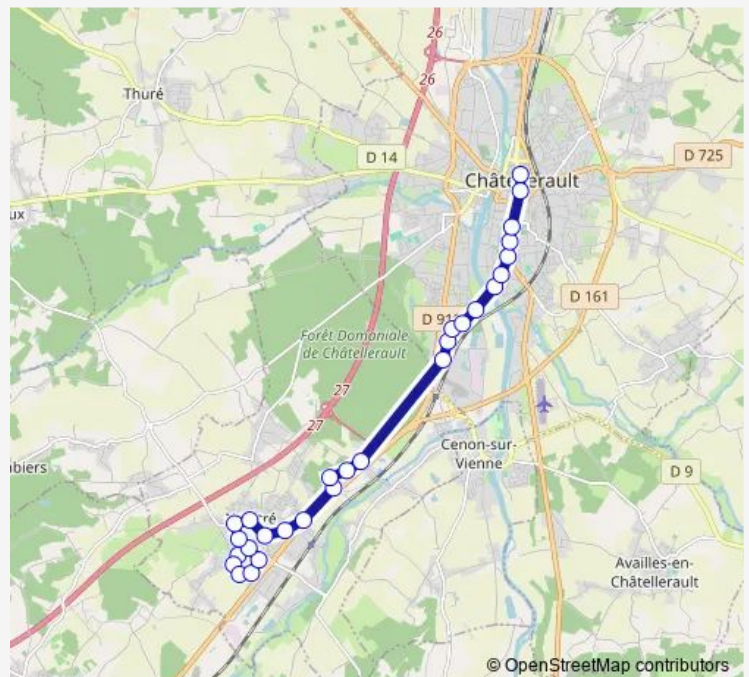 26
26
Thuré
D 14
D 725
Châtellerault
ux
D 161
Forêt Domaniale
de Châtellerault
27
27
Cenon-sur-
Vienne
biers
D 9
Availles-en-
Châtellerault
© OpenStreetMap contributors